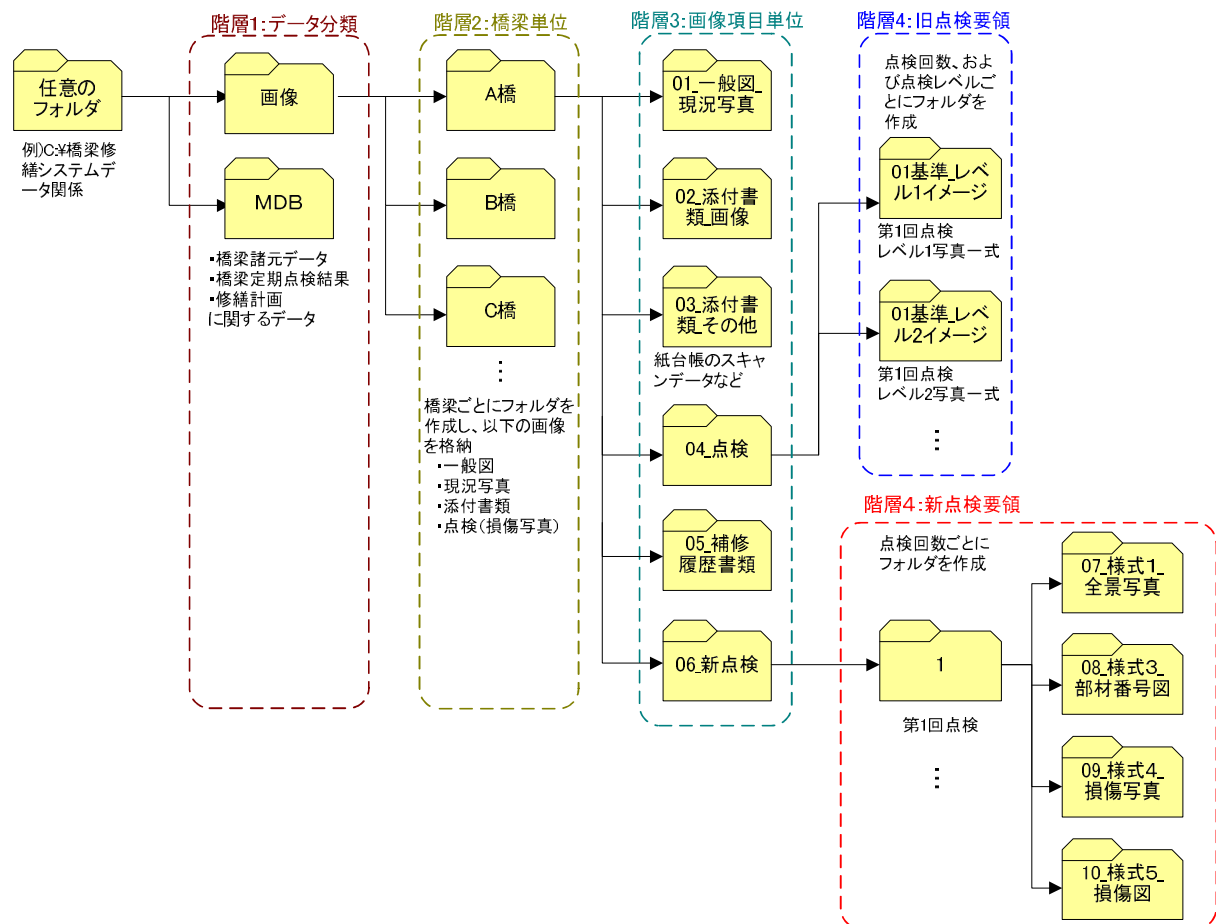 階層1:データ分類
階層2:橋梁単位
階層3:画像項目単位
階層4:旧点検要領
任意の
フォルダ
例)C:¥橋梁修
繕システムデ
ータ関係
画像
MDB
・橋梁諸元データ
・橋梁定期点検結果
・修繕計画
に関するデータ
A橋
B橋
C橋
⋮
橋梁ごとにフォルダを
作成し、以下の画像
を格納
・一般図
・現況写真
・添付書類
・点検(損傷写真)
01_一般図_
現況写真
02_添付書
類_画像
03_添付書
類_その他
紙台帳のスキャ
ンデータなど
04_点検
05_補修
履歴書類
06_新点検
点検回数、およ
び点検レベルご
とにフォルダを
作成
01基準_レベ
ル1イメージ
第1回点検
レベル1写真一式
01基準_レベ
ル2イメージ
第1回点検
レベル2写真一式
⋮
階層4:新点検要領
点検回数ごとに
フォルダを作成
1
第1回点検
⋮
07_様式1_
全景写真
08_様式3_
部材番号図
09_様式4_
損傷写真
10_様式5_
損傷図